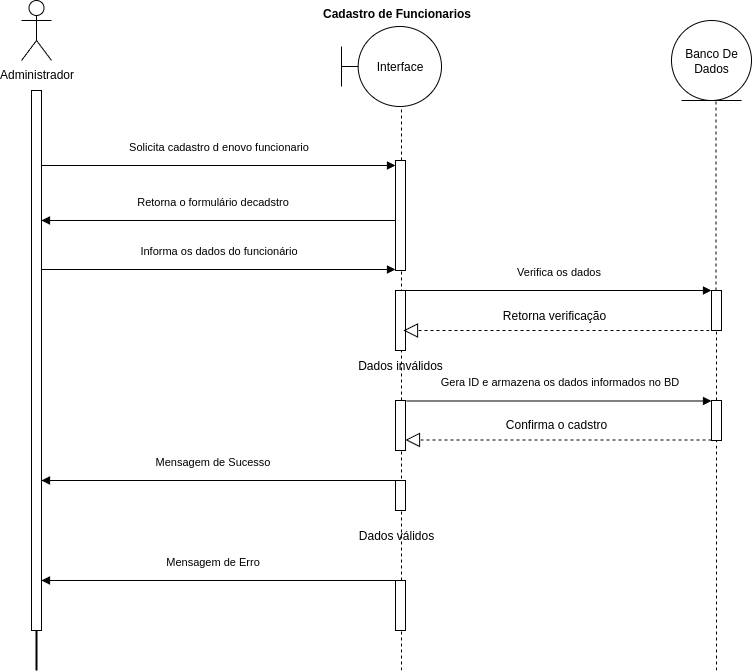 Cadastro de Funcionarios
Administrador
Interface
Banco De
Dados
Solicita cadastro d enovo funcionario
Retorna o formulário decadstro
Informa os dados do funcionário
Verifica os dados
Retorna verificação
Dados inválidos
Gera ID e armazena os dados informados no BD
Confirma o cadstro
Mensagem de Sucesso
Dados válidos
Mensagem de Erro